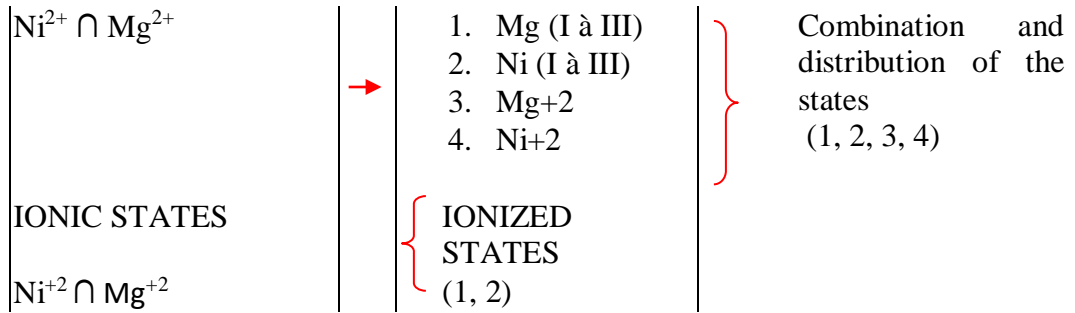 Ni²⁺ ∩ Mg²⁺
1. Mg (I à III)
2. Ni (I à III)
3. Mg+2
4. Ni+2
Combination and
distribution of the
states
(1, 2, 3, 4)
IONIC STATES
Ni⁺² ∩ Mg⁺²
IONIZED
STATES
(1, 2)